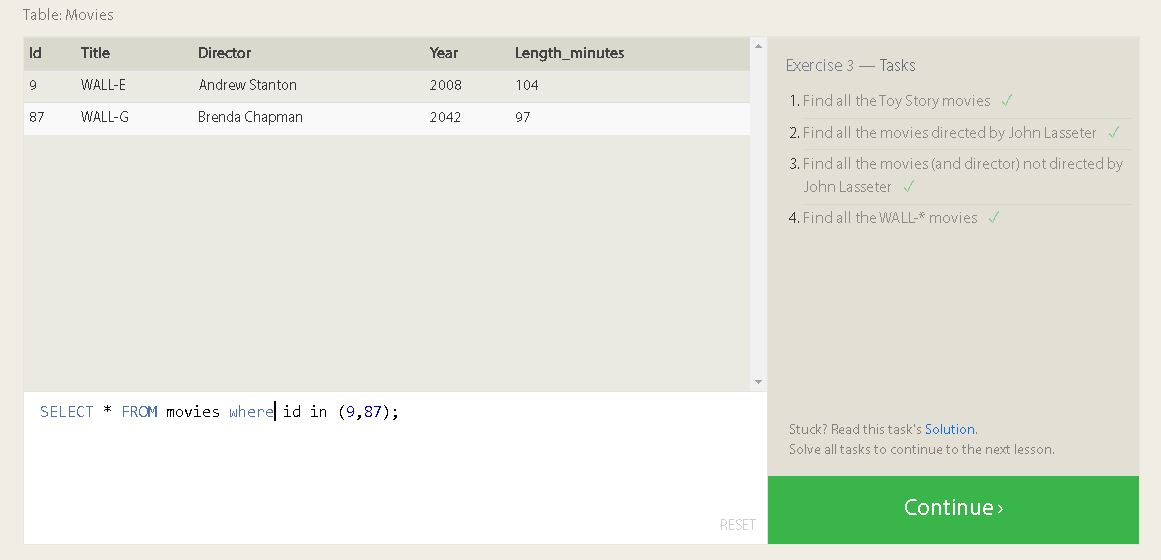 Table: Movies
Id Title Director Year Length_minutes
9 WALL-E Andrew Stanton 2008 104
87 WALL-G Brenda Chapman 2042 97
SELECT * FROM movies where id in (9,87);
RESET
Exercise 3 — Tasks
1. Find all the Toy Story movies ✓
2. Find all the movies directed by John Lasseter ✓
3. Find all the movies (and director) not directed by
John Lasseter ✓
4. Find all the WALL-* movies ✓
Stuck? Read this task's Solution.
Solve all tasks to continue to the next lesson.
Continue ›